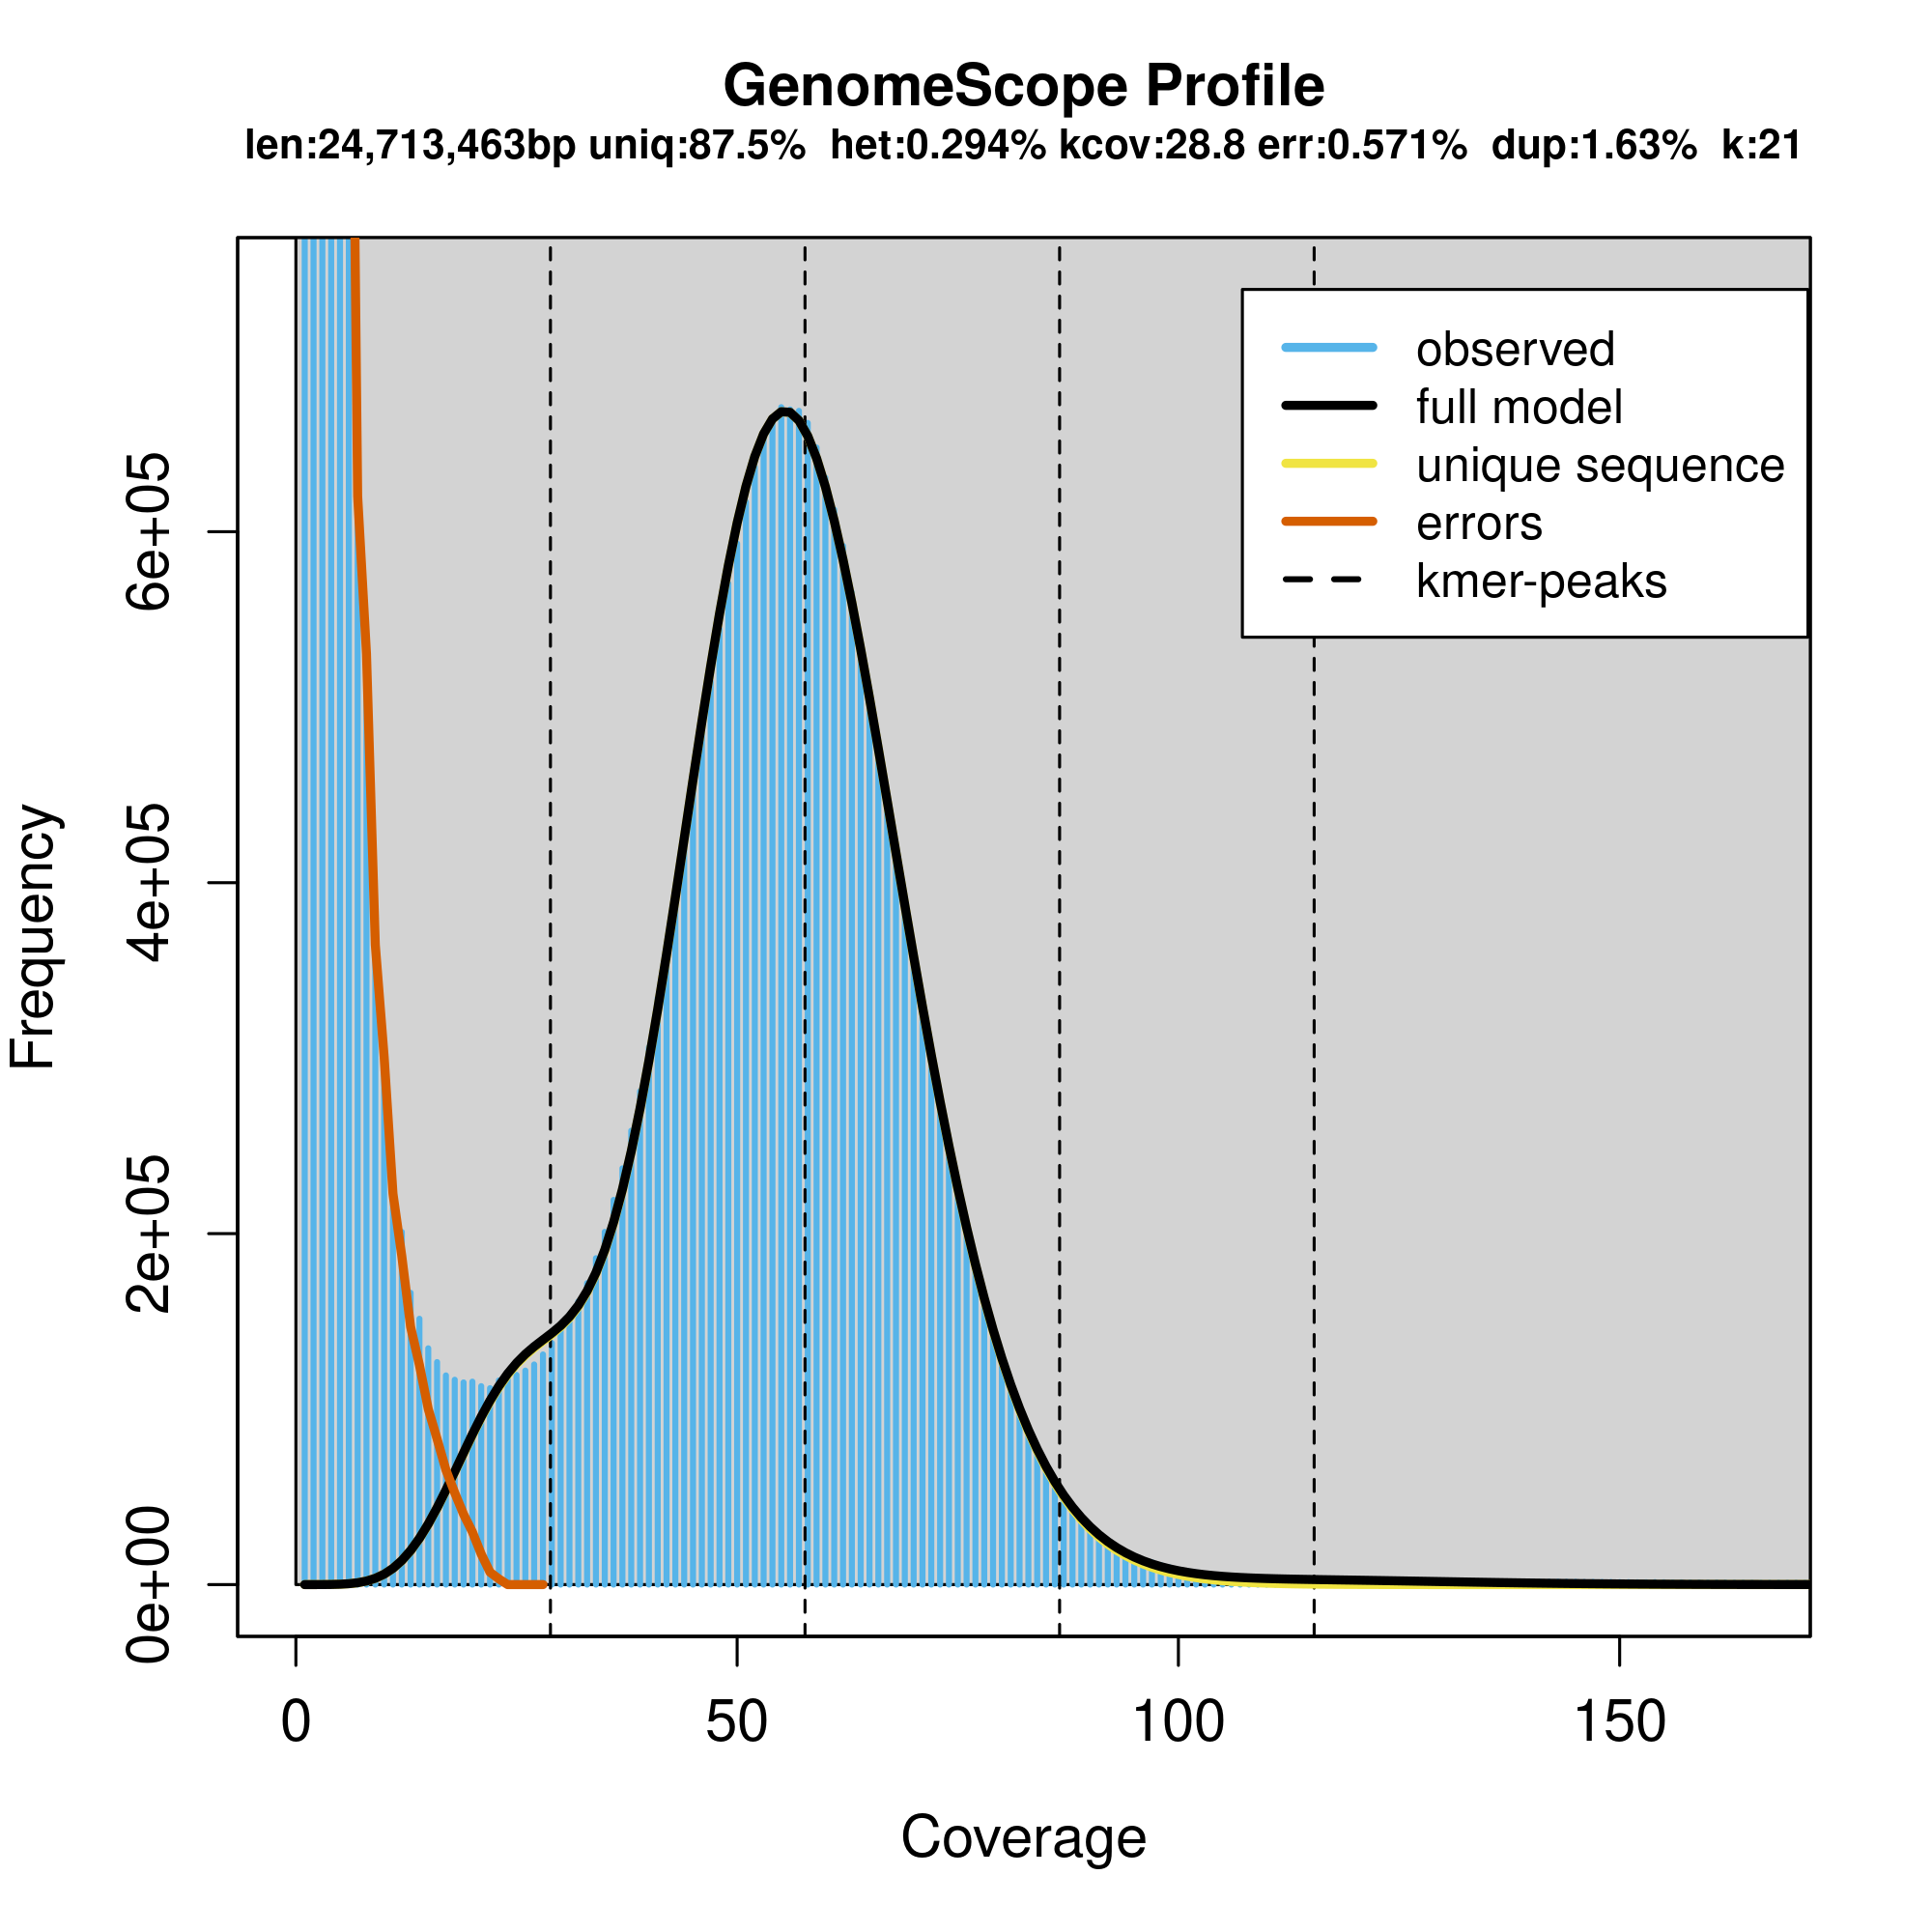 GenomeScope Profile
len:24,713,463bp uniq:87.5% het:0.294% kcov:28.8 err:0.571% dup:1.63% k:21
observed
full model
unique sequence
errors
kmer-peaks
Frequency
6e+05
4e+05
2e+05
0e+00
0 50 100 150
Coverage